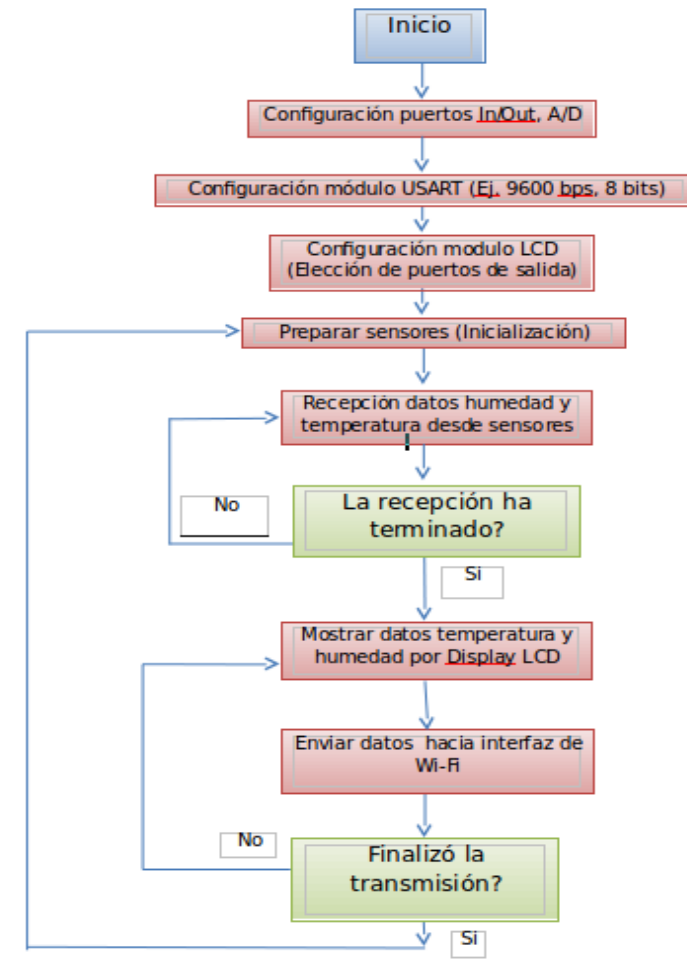 Inicio
Configuración puertos In/Out, A/D
Configuración módulo USART (Ej. 9600 bps, 8 bits)
Configuración modulo LCD
(Elección de puertos de salida)
Preparar sensores (Inicialización)
Recepción datos humedad y
temperatura desde sensores
No
La recepción ha
terminado?
Si
Mostrar datos temperatura y
humedad por Display LCD
Enviar datos hacia interfaz de
Wi-Fi
No
Finalizó la
transmisión?
Si